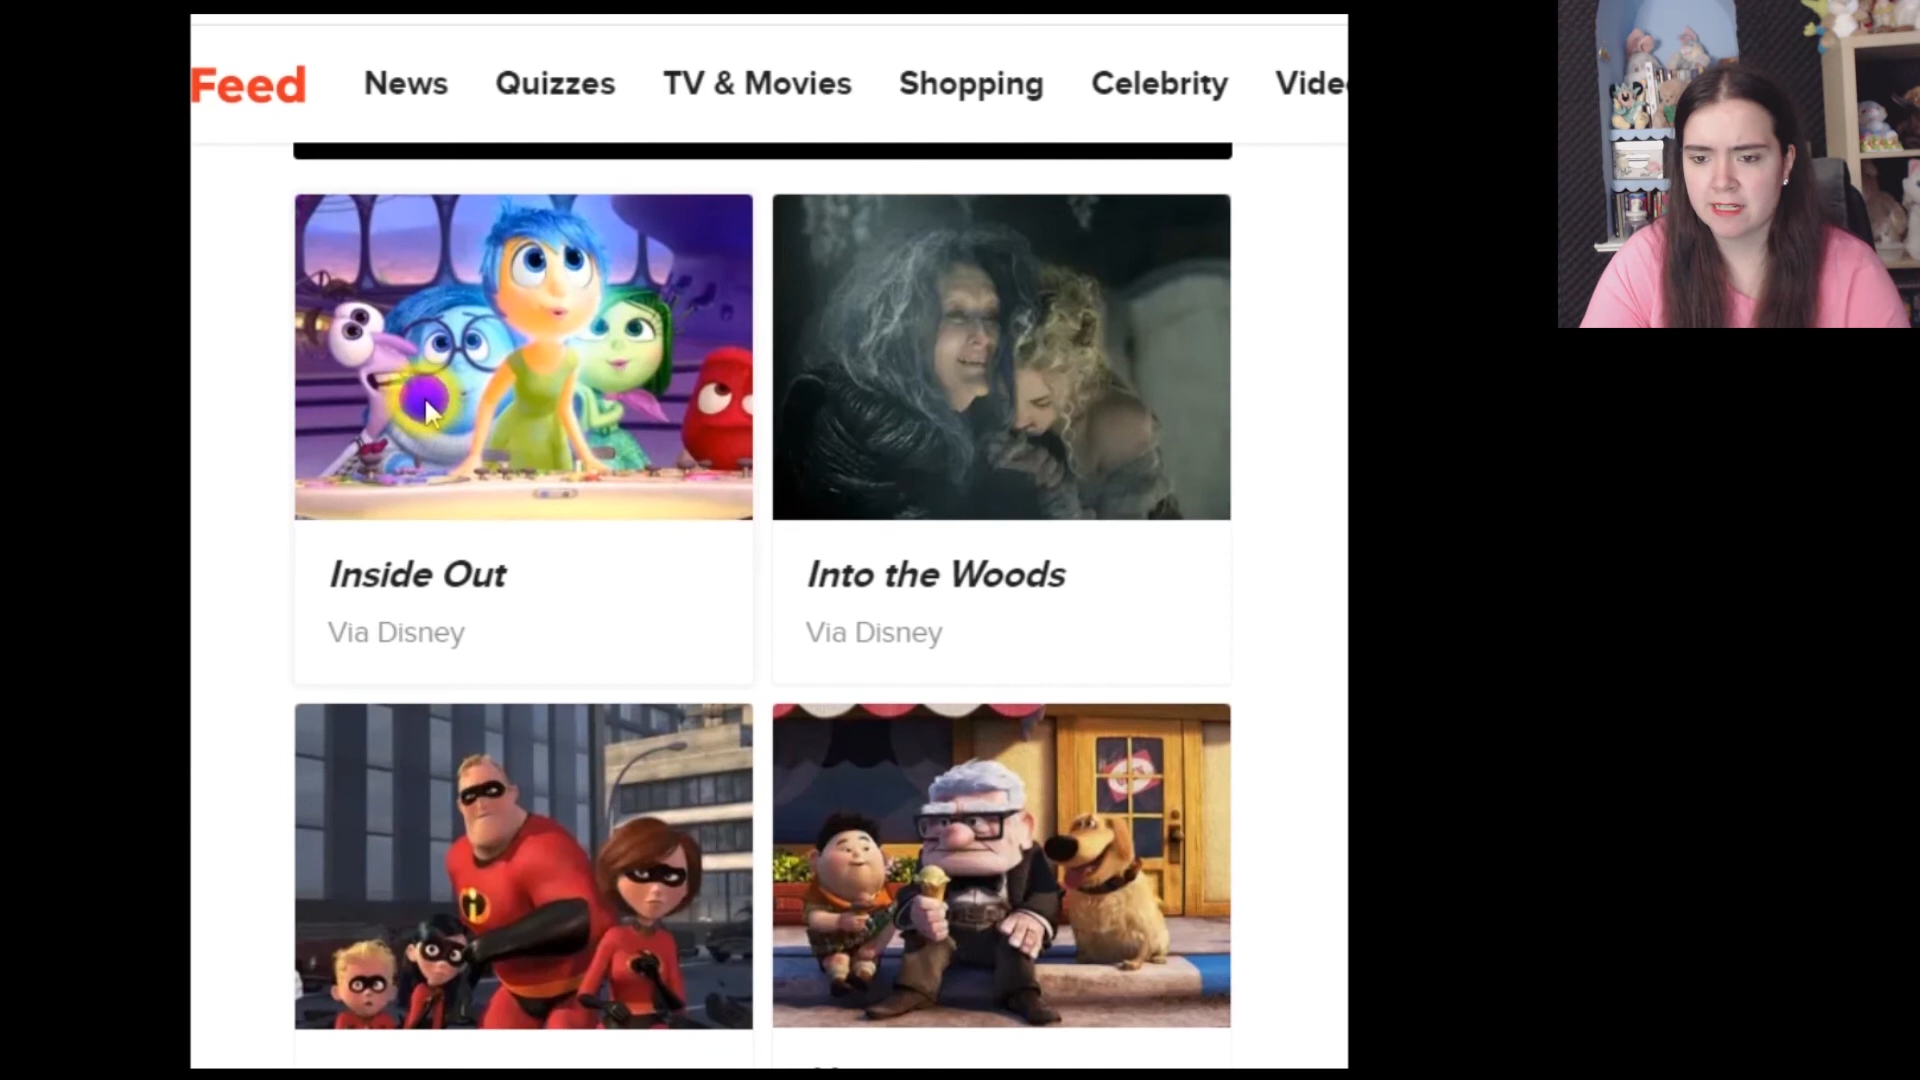 Feed News Quizzes TV & Movies Shopping Celebrity
Inside Out
Via Disney
Into the Woods
Via Disney